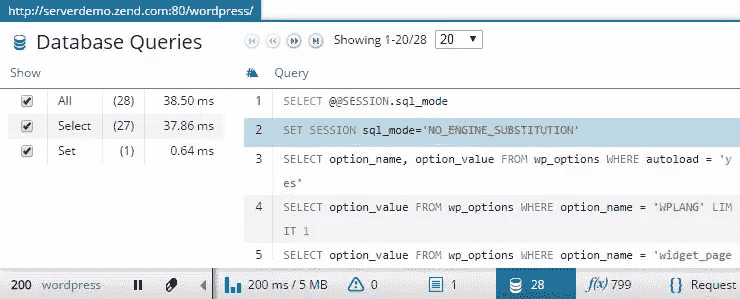 http://serverdemo.zend.com:80/wordpress/
Database Queries
Showing 1-20/28 20
Show
Query
All (28) 38.50 ms
Select (27) 37.86 ms
Set (1) 0.64 ms
1 SELECT @@SESSION.sql_mode
2 SET SESSION sql_mode='NO_ENGINE_SUBSTITUTION'
3 SELECT option_name, option_value FROM wp_options WHERE autoload = 'y
es'
4 SELECT option_value FROM wp_options WHERE option_name = 'WPLANG' LIM
IT 1
5 SELECT option_value FROM wp_options WHERE option_name = 'widget_page
200 wordpress 200 ms / 5 MB 0 1 28 f(x) 799 {} Request